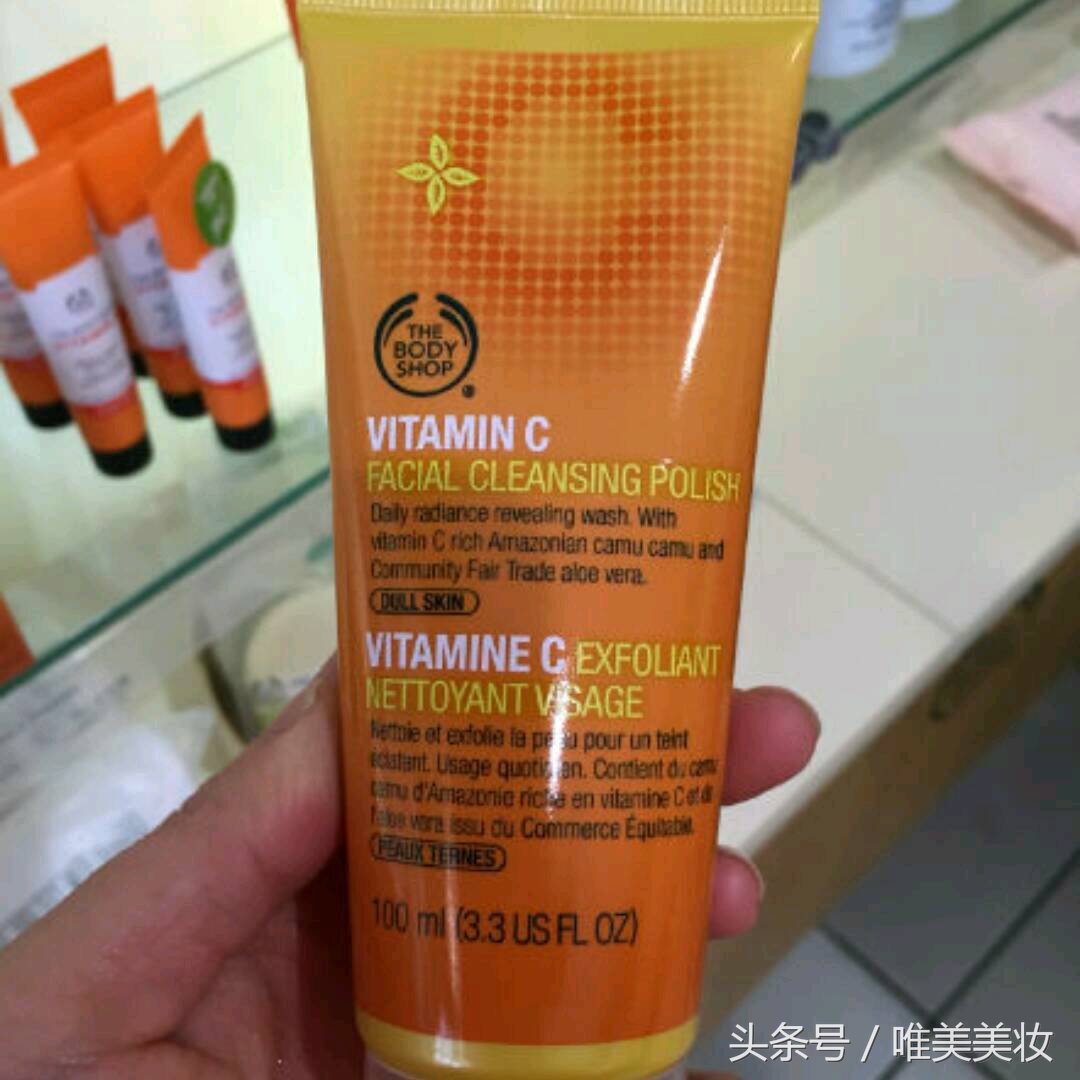 THE
BODY
SHOP
VITAMIN C
FACIAL CLEANSING POLISH
Daily radiance revealing wash. With
vitamin C rich Amazonian camu camu and
Community Fair Trade aloe vera.
DULL SKIN
VITAMINE C EXFOLIANT
NETTOYANT VISAGE
Nettoie et exfolie la peau pour un teint
éclatant. Usage quotidien. Contient du camu
camu d'Amazonie riche en vitamine C et de
l'aloe vera issu du Commerce Équitable.
PEAUX TERNES
100 ml (3.3 US FL OZ)
头条号 / 唯美美妆